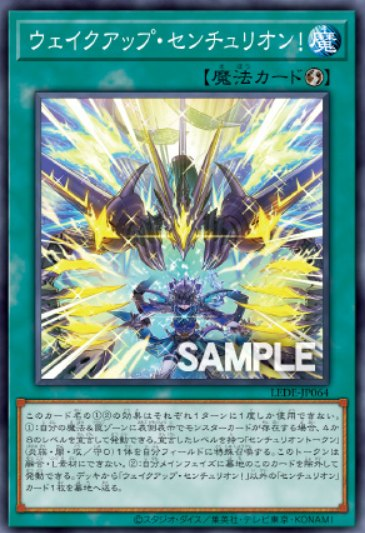 ウェイクアップ・センチュリオン！
魔
【魔法カード】
SAMPLE
LEDE-JP064
このカード名の①②の効果はそれぞれ１ターンに１度しか使用できない。
①：自分の魔法＆罠ゾーンに表側表示でモンスターカードが存在する場合、４か
８のレベルを宣言して発動できる。宣言したレベルを持つ「センチュリオントークン」
（炎族・闇・攻／守０）１体を自分フィールドに特殊召喚する。このトークンは
融合・L素材にできない。②：自分メインフェイズに墓地のこのカードを除外して
発動できる。デッキから「ウェイクアップ・センチュリオン！」以外の「センチュリオン」
カード１枚を墓地へ送る。
©スタジオ・ダイス／集英社・テレビ東京・KONAMI